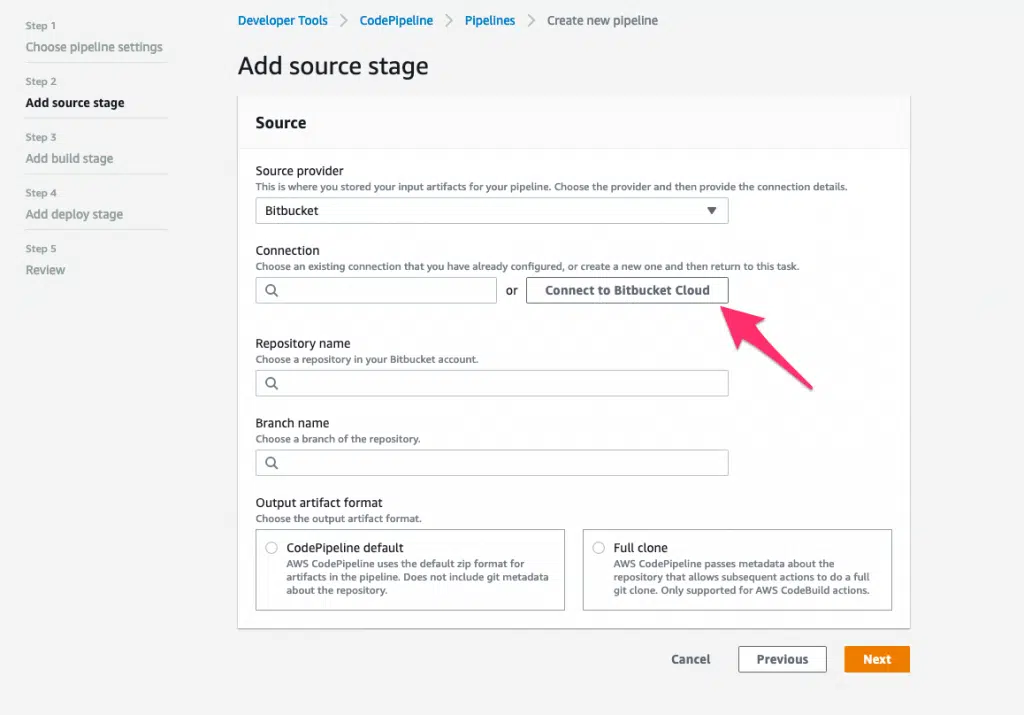 Step 1
Choose pipeline settings
Step 2
Add source stage
Step 3
Add build stage
Step 4
Add deploy stage
Step 5
Review
Developer Tools > CodePipeline > Pipelines > Create new pipeline
Add source stage
Source
Source provider
This is where you stored your input artifacts for your pipeline. Choose the provider and then provide the connection details.
Bitbucket
Connection
Choose an existing connection that you have already configured, or create a new one and then return to this task.
or Connect to Bitbucket Cloud
Repository name
Choose a repository in your Bitbucket account.
Branch name
Choose a branch of the repository.
Output artifact format
Choose the output artifact format.
CodePipeline default
AWS CodePipeline uses the default zip format for
artifacts in the pipeline. Does not include git metadata
about the repository.
Full clone
AWS CodePipeline passes metadata about the
repository that allows subsequent actions to do a full
git clone. Only supported for AWS CodeBuild actions.
Cancel Previous Next